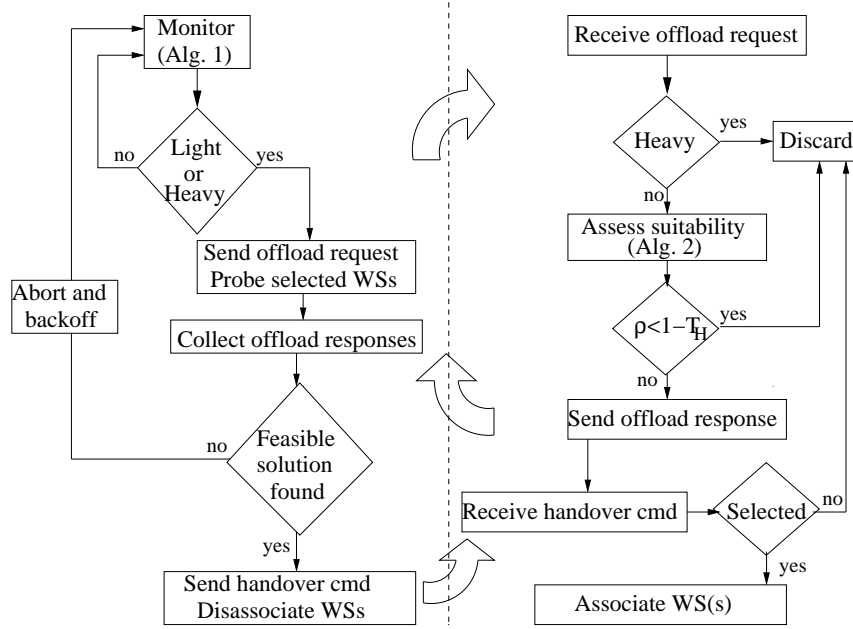 Monitor
(Alg. 1)
no
Light
or
Heavy
yes
Send offload request
Probe selected WSs
Abort and
backoff
Collect offload responses
no
Feasible
solution
found
yes
Send handover cmd
Disassociate WSs
Receive offload request
Heavy
yes
Discard
no
Assess suitability
(Alg. 2)
ρ<1−T_H
yes
no
Send offload response
Receive handover cmd
Selected
no
yes
Associate WS(s)